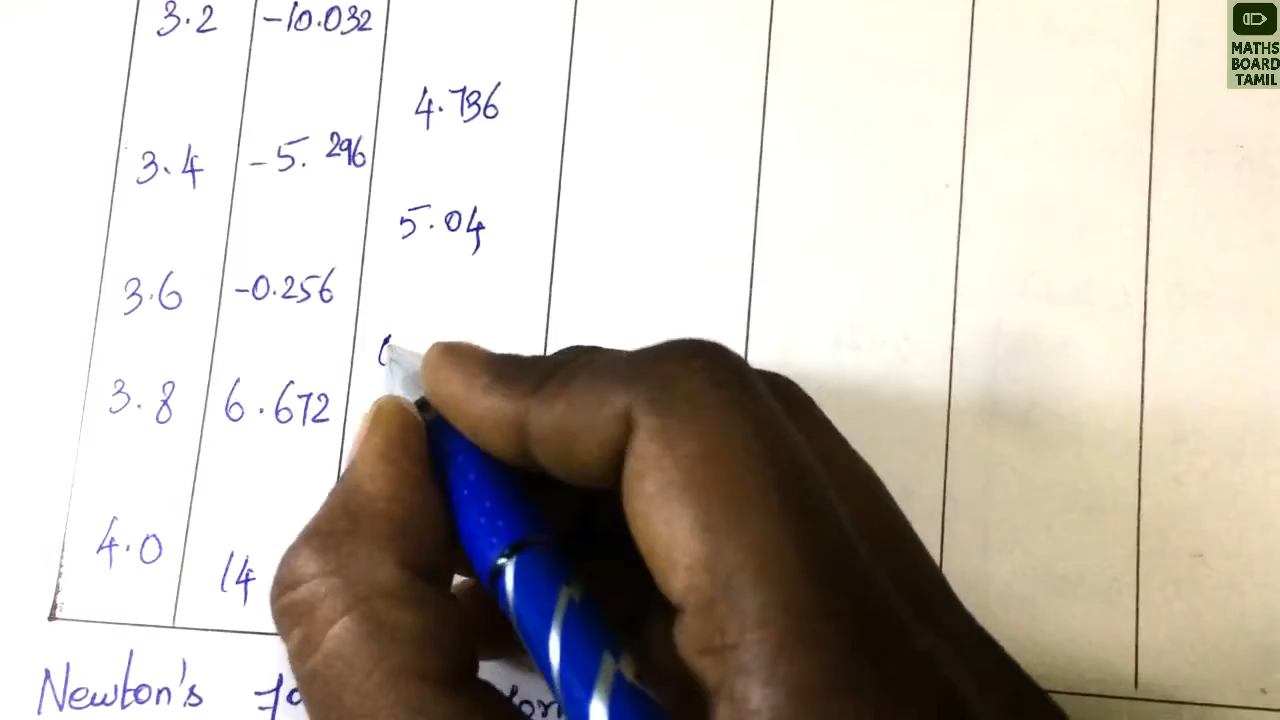 3.2 -10.032
4.736
3.4 -5.296
5.04
3.6 -0.256
3.8 6.672
4.0 14
Newton's
MATHS
BOARD
TAMIL